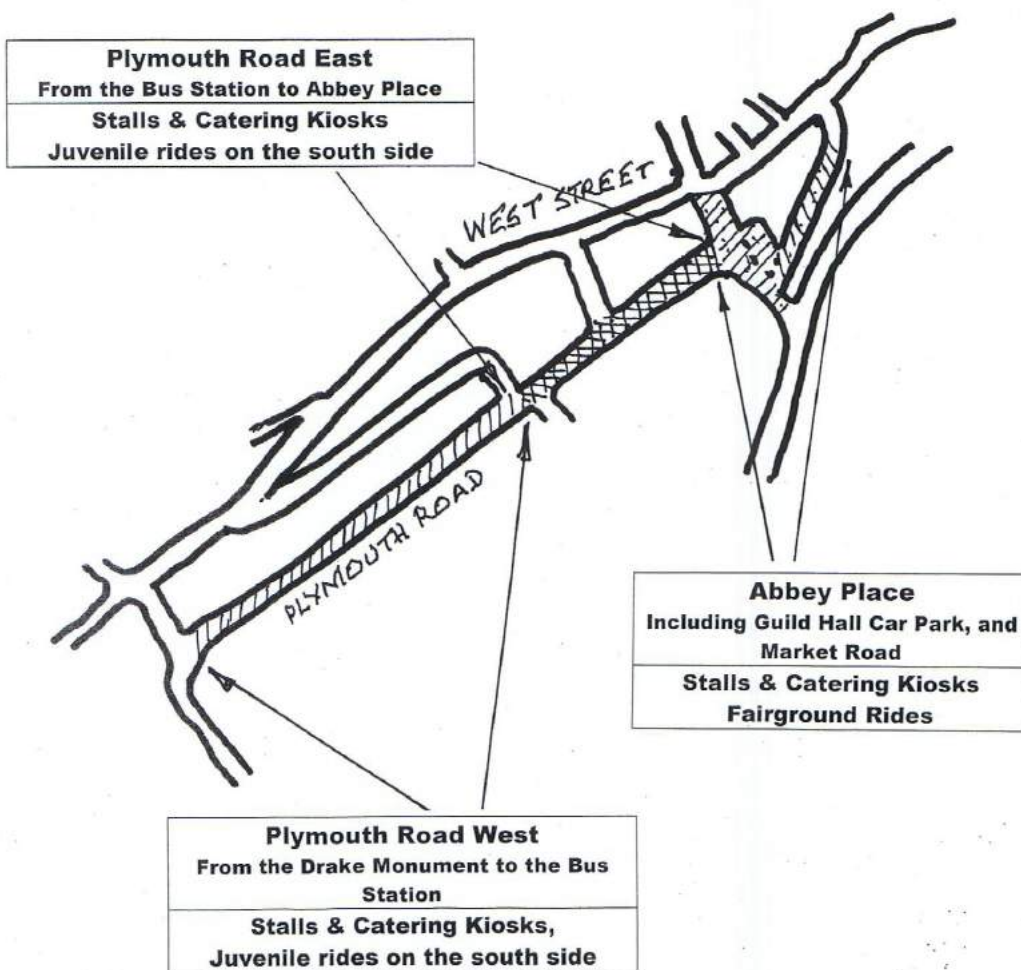 Plymouth Road East
From the Bus Station to Abbey Place
Stalls & Catering Kiosks
Juvenile rides on the south side
WEST STREET
PLYMOUTH ROAD
Abbey Place
Including Guild Hall Car Park, and
Market Road
Stalls & Catering Kiosks
Fairground Rides
Plymouth Road West
From the Drake Monument to the Bus
Station
Stalls & Catering Kiosks,
Juvenile rides on the south side